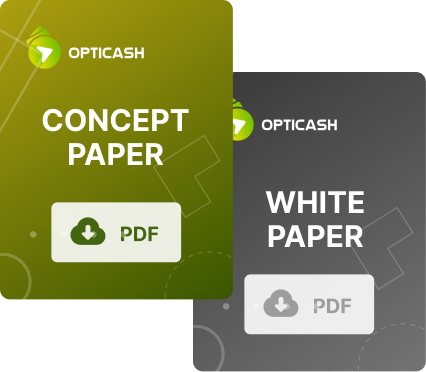 OPTICASH
CONCEPT
PAPER
PDF
OPTICASH
WHITE
PAPER
PDF